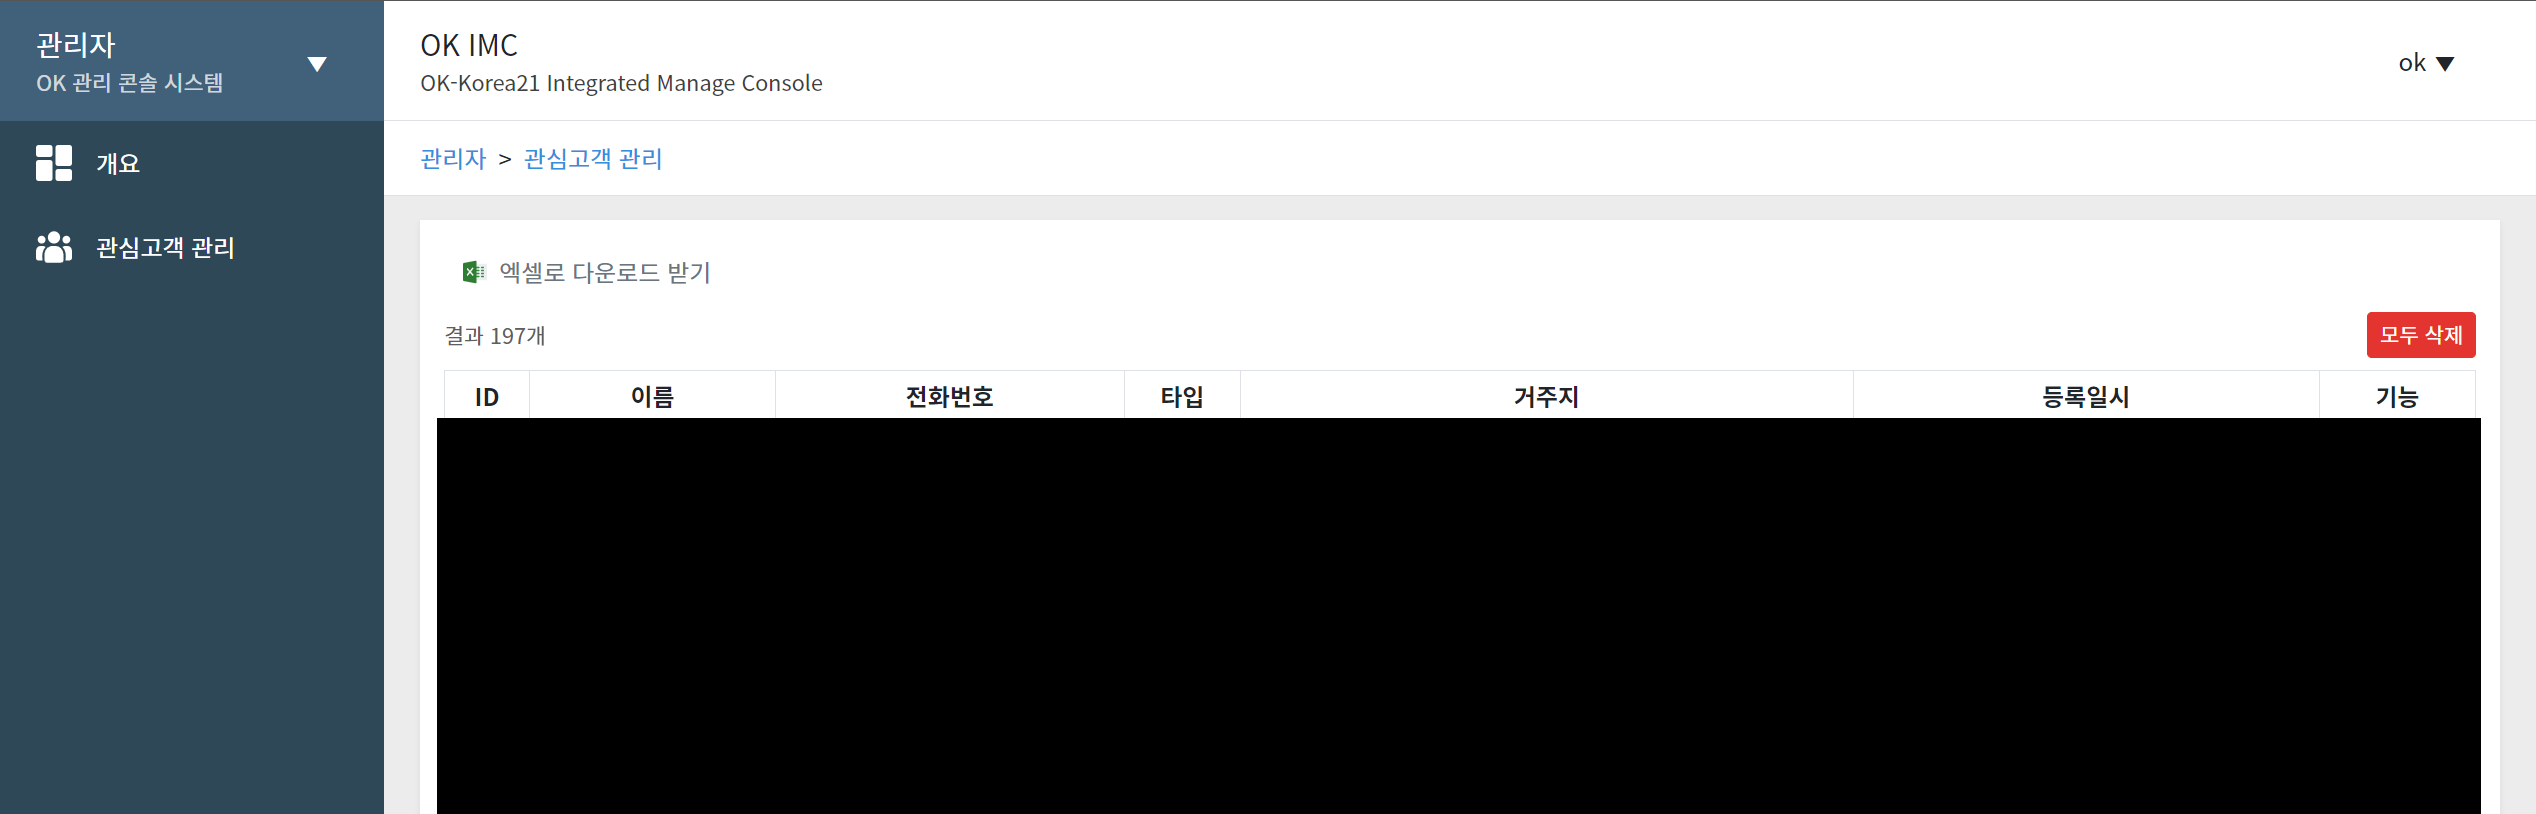 관리자
OK 관리 콘솔 시스템
개요
관심고객 관리
OK IMC
OK-Korea21 Integrated Manage Console
ok ▼
관리자 > 관심고객 관리
엑셀로 다운로드 받기
결과 197개
모두 삭제
ID 이름 전화번호 타입 거주지 등록일시 기능